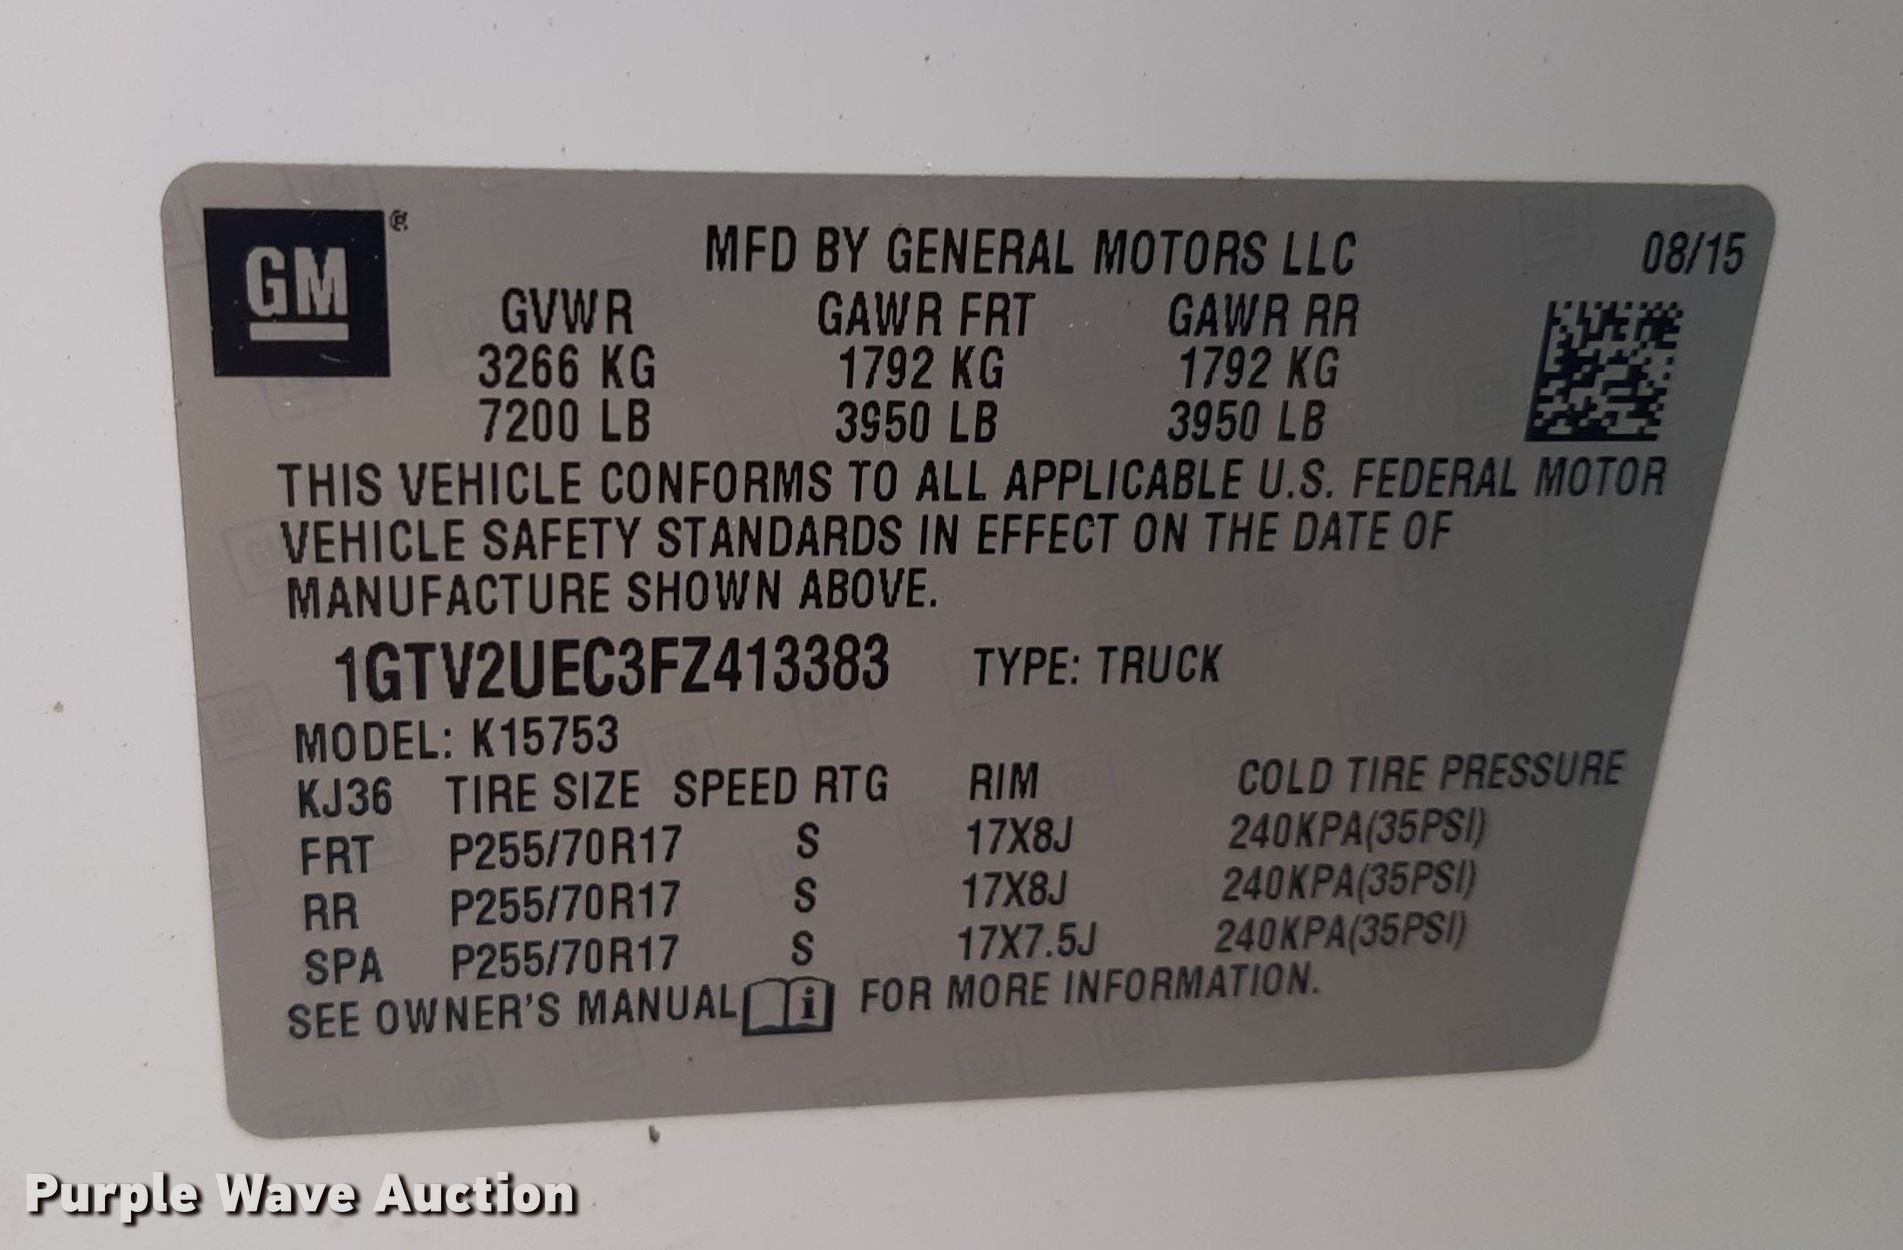 GM ®
MFD BY GENERAL MOTORS LLC 08/15
GVWR GAWR FRT GAWR RR
3266 KG 1792 KG 1792 KG
7200 LB 3950 LB 3950 LB
THIS VEHICLE CONFORMS TO ALL APPLICABLE U.S. FEDERAL MOTOR
VEHICLE SAFETY STANDARDS IN EFFECT ON THE DATE OF
MANUFACTURE SHOWN ABOVE.
1GTV2UEC3FZ413383 TYPE: TRUCK
MODEL: K15753
KJ36 TIRE SIZE SPEED RTG RIM COLD TIRE PRESSURE
FRT P255/70R17 S 17X8J 240KPA(35PSI)
RR P255/70R17 S 17X8J 240KPA(35PSI)
SPA P255/70R17 S 17X7.5J 240KPA(35PSI)
SEE OWNER'S MANUAL i FOR MORE INFORMATION.
Purple Wave Auction